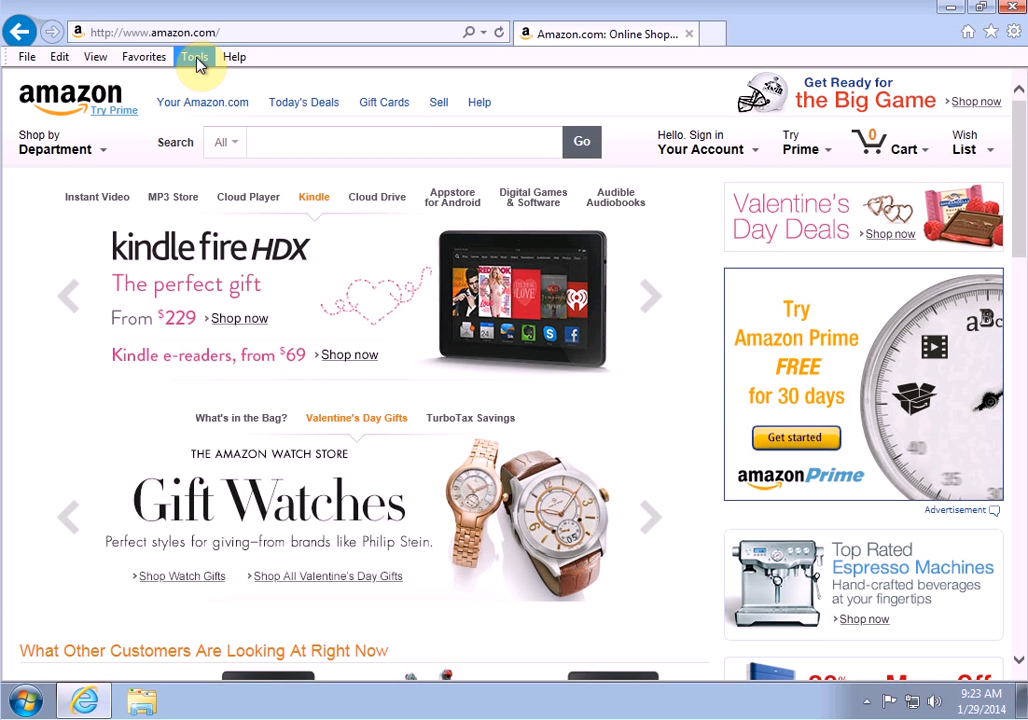 http://www.amazon.com/
Amazon.com: Online Shop...
File Edit View Favorites Tools Help
amazon
Try Prime
Your Amazon.com Today's Deals Gift Cards Sell Help
Get Ready for
the Big Game Shop now
Shop by
Department
Search All Go
Hello. Sign in
Your Account
Try
Prime
0
Cart
Wish
List
Instant Video MP3 Store Cloud Player Kindle Cloud Drive
Appstore
for Android
Digital Games
& Software
Audible
Audiobooks
kindle fire HDX
The perfect gift
From $229 Shop now
Kindle e-readers, from $69 Shop now
Valentine's
Day Deals Shop now
Try
Amazon Prime
FREE
for 30 days
Get started
amazonPrime
Advertisement
What's in the Bag? Valentine's Day Gifts TurboTax Savings
THE AMAZON WATCH STORE
Gift Watches
Perfect styles for giving–from brands like Philip Stein.
Shop Watch Gifts Shop All Valentine's Day Gifts
Top Rated
Espresso Machines
Hand-crafted beverages
at your fingertips
Shop now
What Other Customers Are Looking At Right Now
9:23 AM
1/29/2014